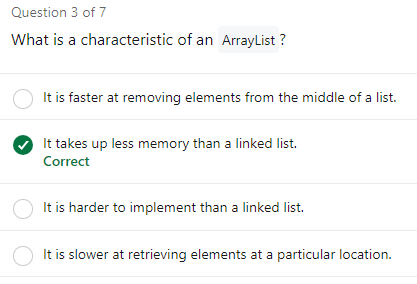 Question 3 of 7
What is a characteristic of an ArrayList ?
It is faster at removing elements from the middle of a list.
It takes up less memory than a linked list.
Correct
It is harder to implement than a linked list.
It is slower at retrieving elements at a particular location.